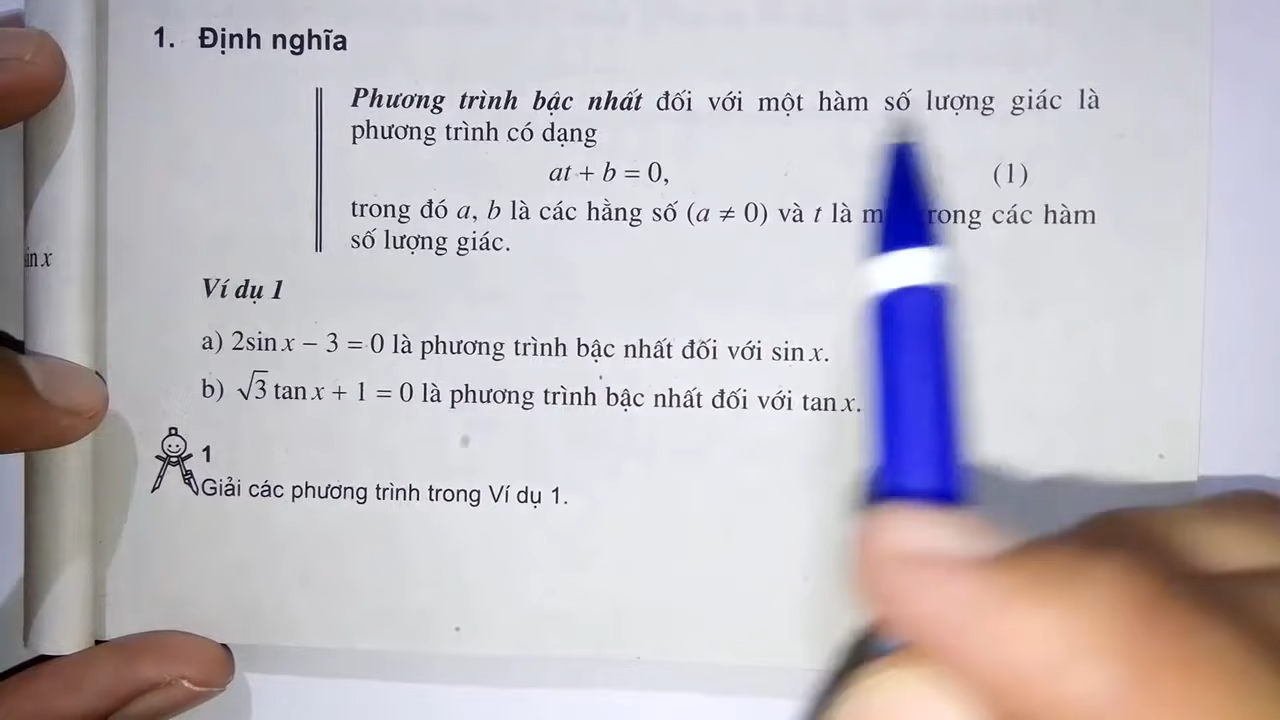 1. Định nghĩa
Phương trình bậc nhất đối với một hàm số lượng giác là
phương trình có dạng
at + b = 0, (1)
trong đó a, b là các hằng số (a ≠ 0) và t là trong các hàm
số lượng giác.
in x
Ví dụ 1
a) 2sin x − 3 = 0 là phương trình bậc nhất đối với sin x.
b) √3 tan x + 1 = 0 là phương trình bậc nhất đối với tan x.
1
Giải các phương trình trong Ví dụ 1.